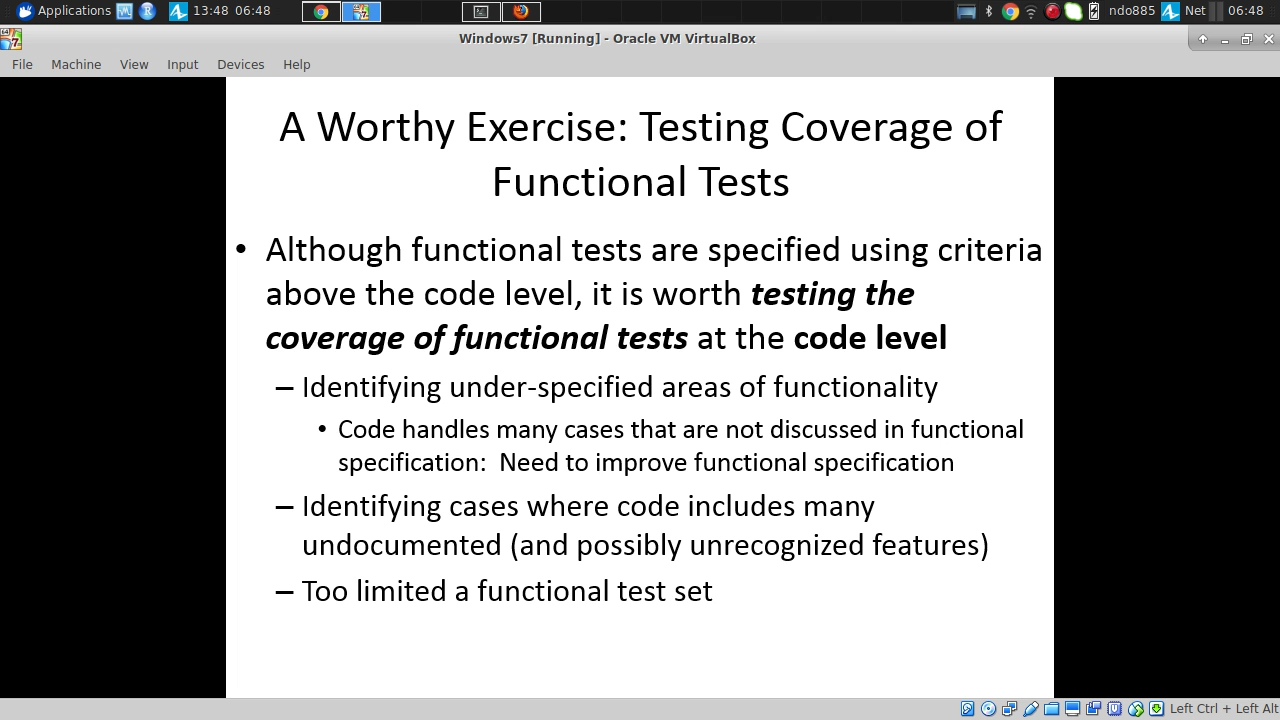 Applications 13:48 06:48 ndo885 Net 06:48
Windows7 [Running] - Oracle VM VirtualBox
File Machine View Input Devices Help
A Worthy Exercise: Testing Coverage of
Functional Tests
• Although functional tests are specified using criteria
above the code level, it is worth testing the
coverage of functional tests at the code level
– Identifying under-specified areas of functionality
• Code handles many cases that are not discussed in functional
specification: Need to improve functional specification
– Identifying cases where code includes many
undocumented (and possibly unrecognized features)
– Too limited a functional test set
Left Ctrl + Left Alt